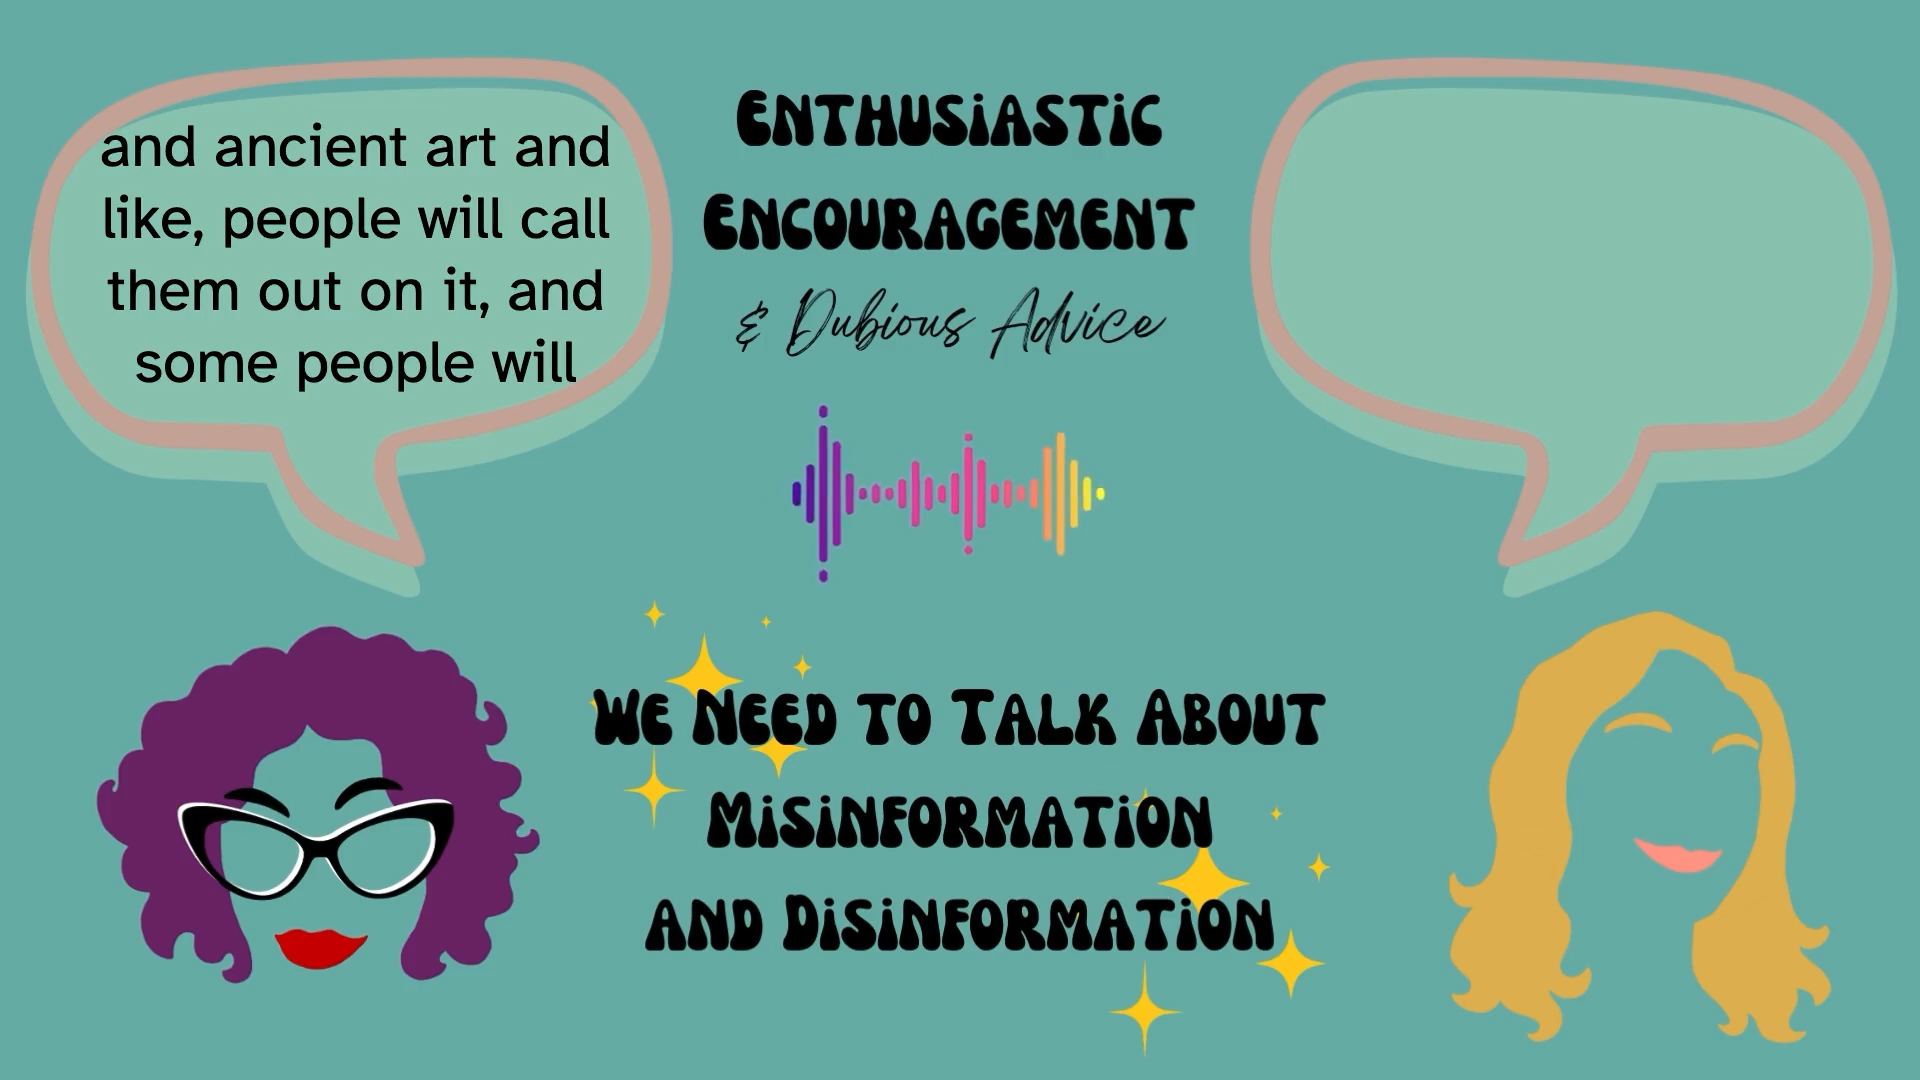 and ancient art and
like, people will call
them out on it, and
some people will
Enthusiastic
Encouragement
& Dubious Advice
We Need to Talk About
Misinformation
and Disinformation